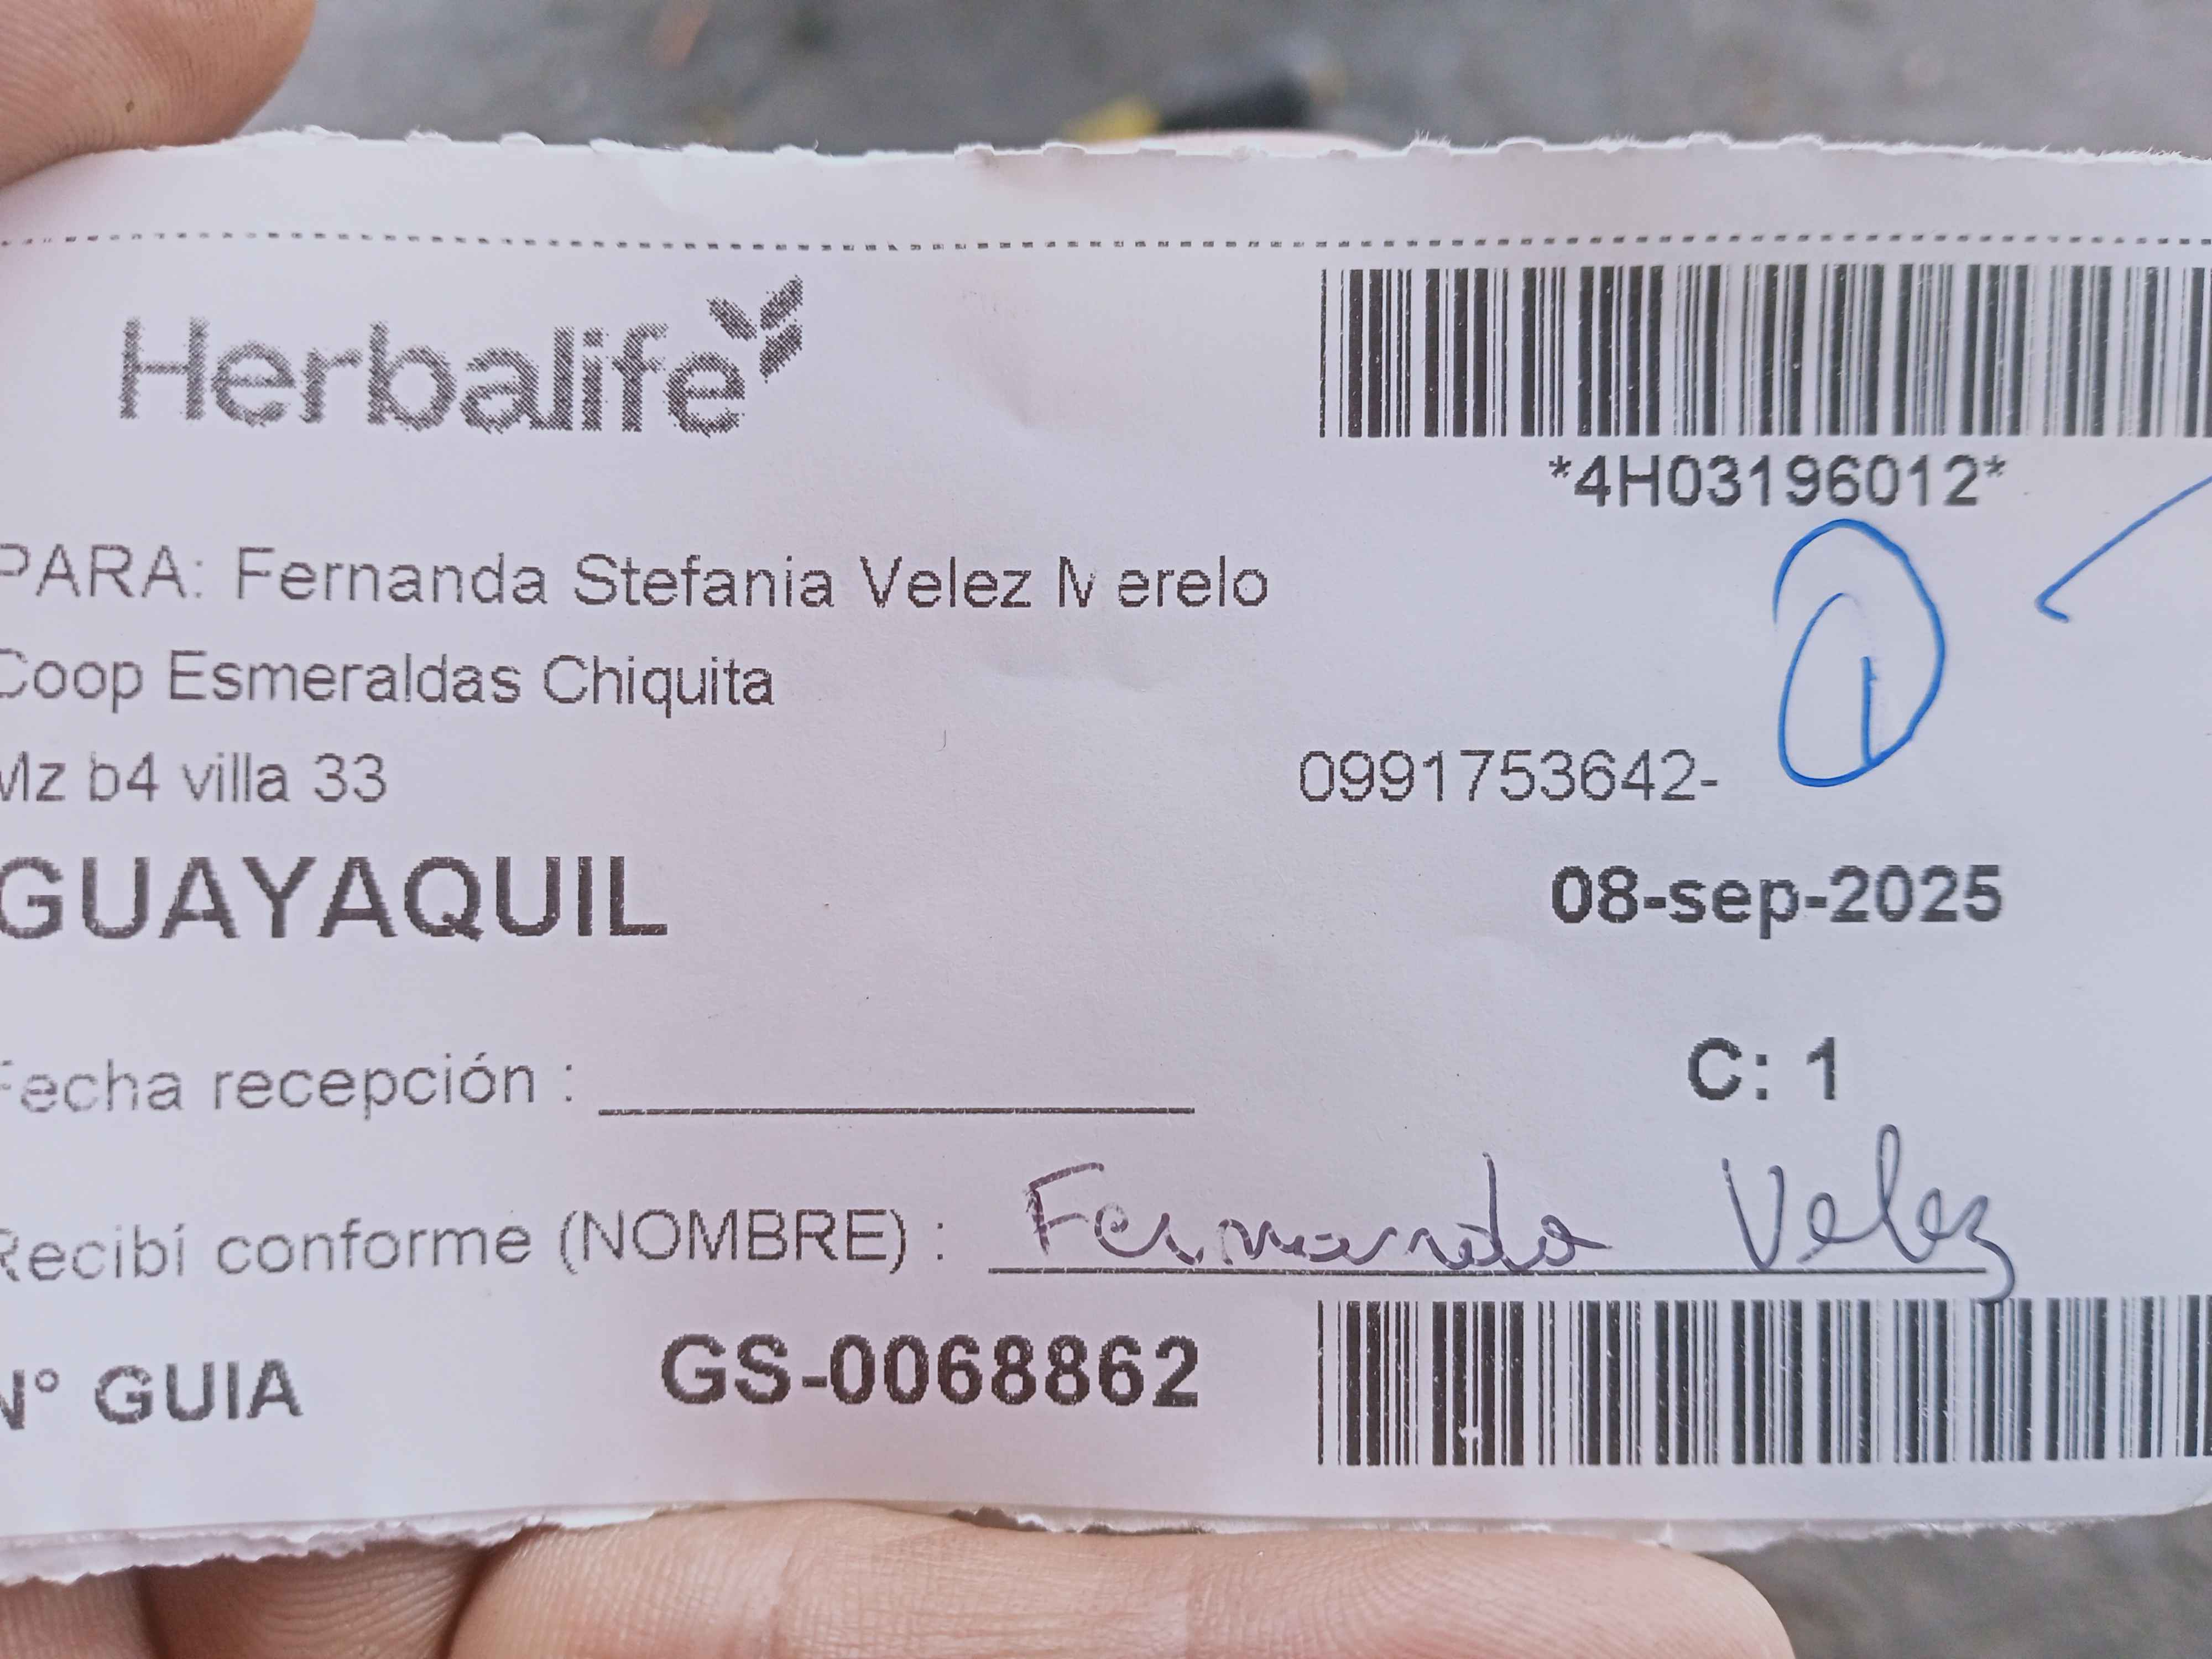 Herbalife
*4H03196012*
PARA: Fernanda Stefania Velez Merelo
Coop Esmeraldas Chiquita
Mz b4 villa 33
0991753642-
GUAYAQUIL
08-sep-2025
C: 1
Fecha recepción :
Recibí conforme (NOMBRE) : Fernanda Velez
N° GUIA GS-0068862